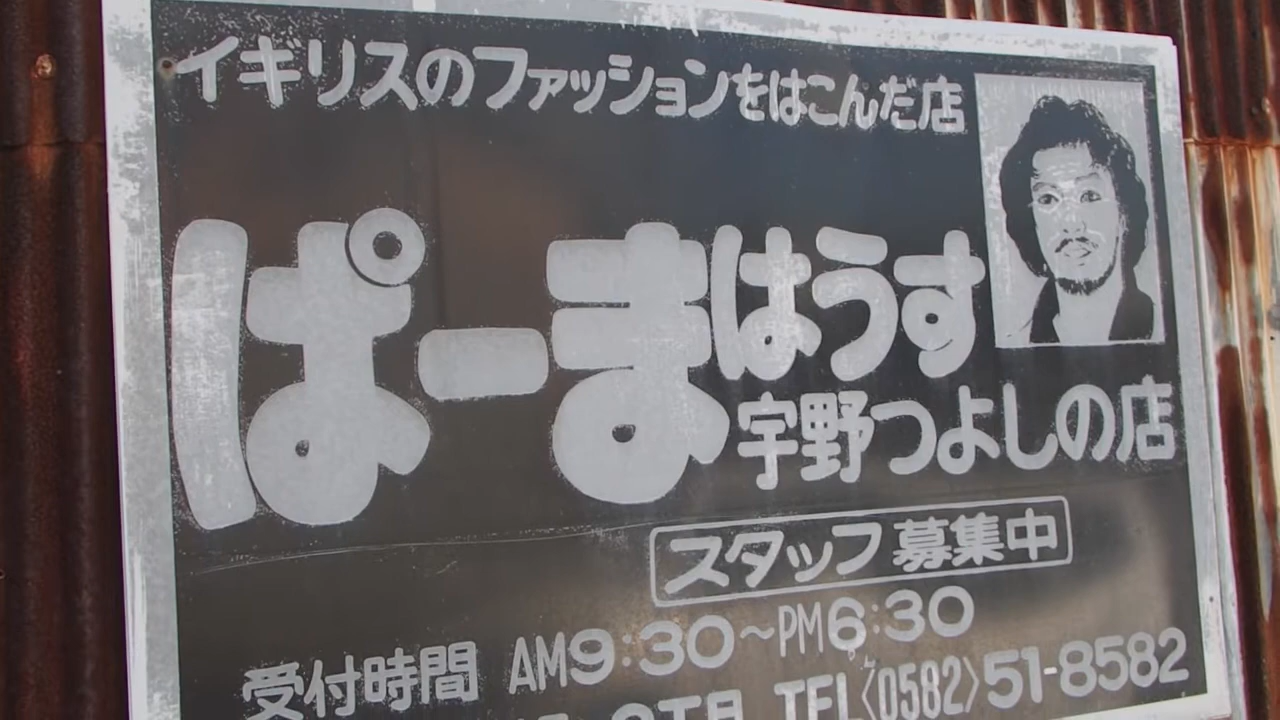 イギリスのファッションをはこんだ店
ぱーまはうす
宇野つよしの店
スタッフ募集中
受付時間 AM9:30〜PM6:30
TEL〈0582〉51-8582